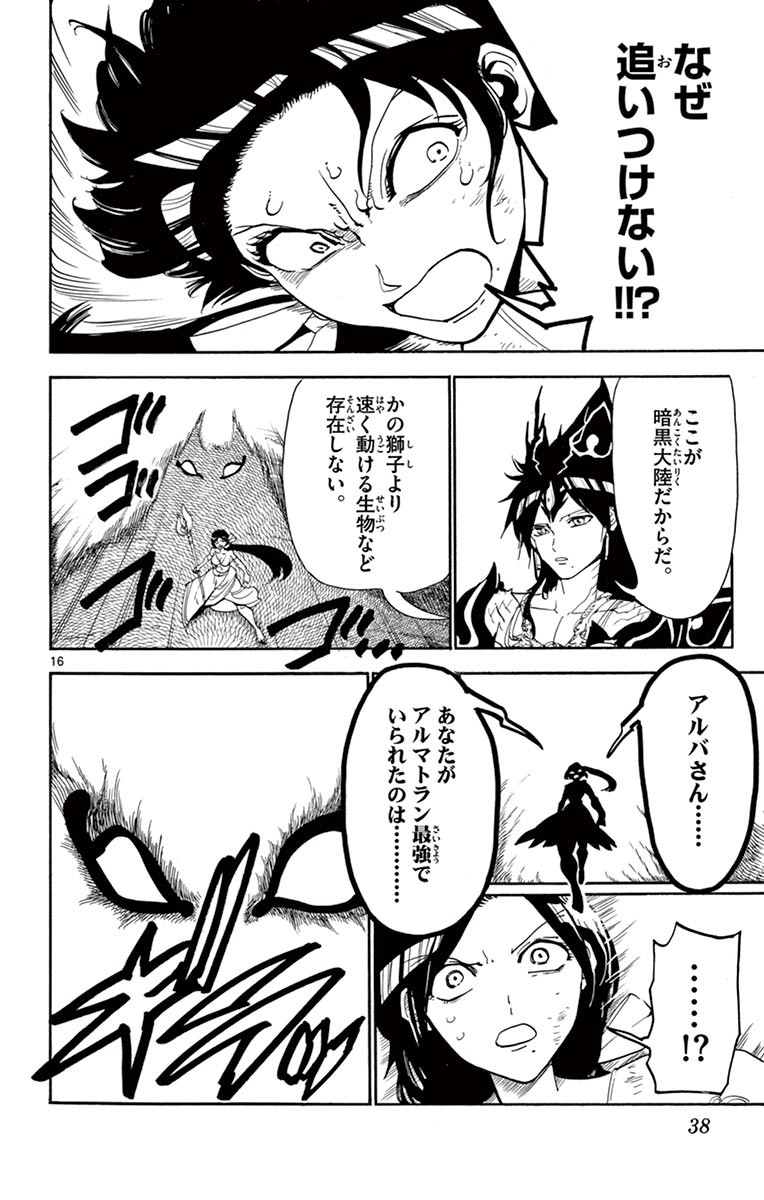 なぜ
追いつけない!!?
ここが
暗黒大陸だからだ。
かの獅子より
速く動ける生物など
存在しない。
ゴゴゴゴ
16
アルバさん……
あなたが
アルマトラン最強で
いられたのは…………
……!?
ギラッ
38